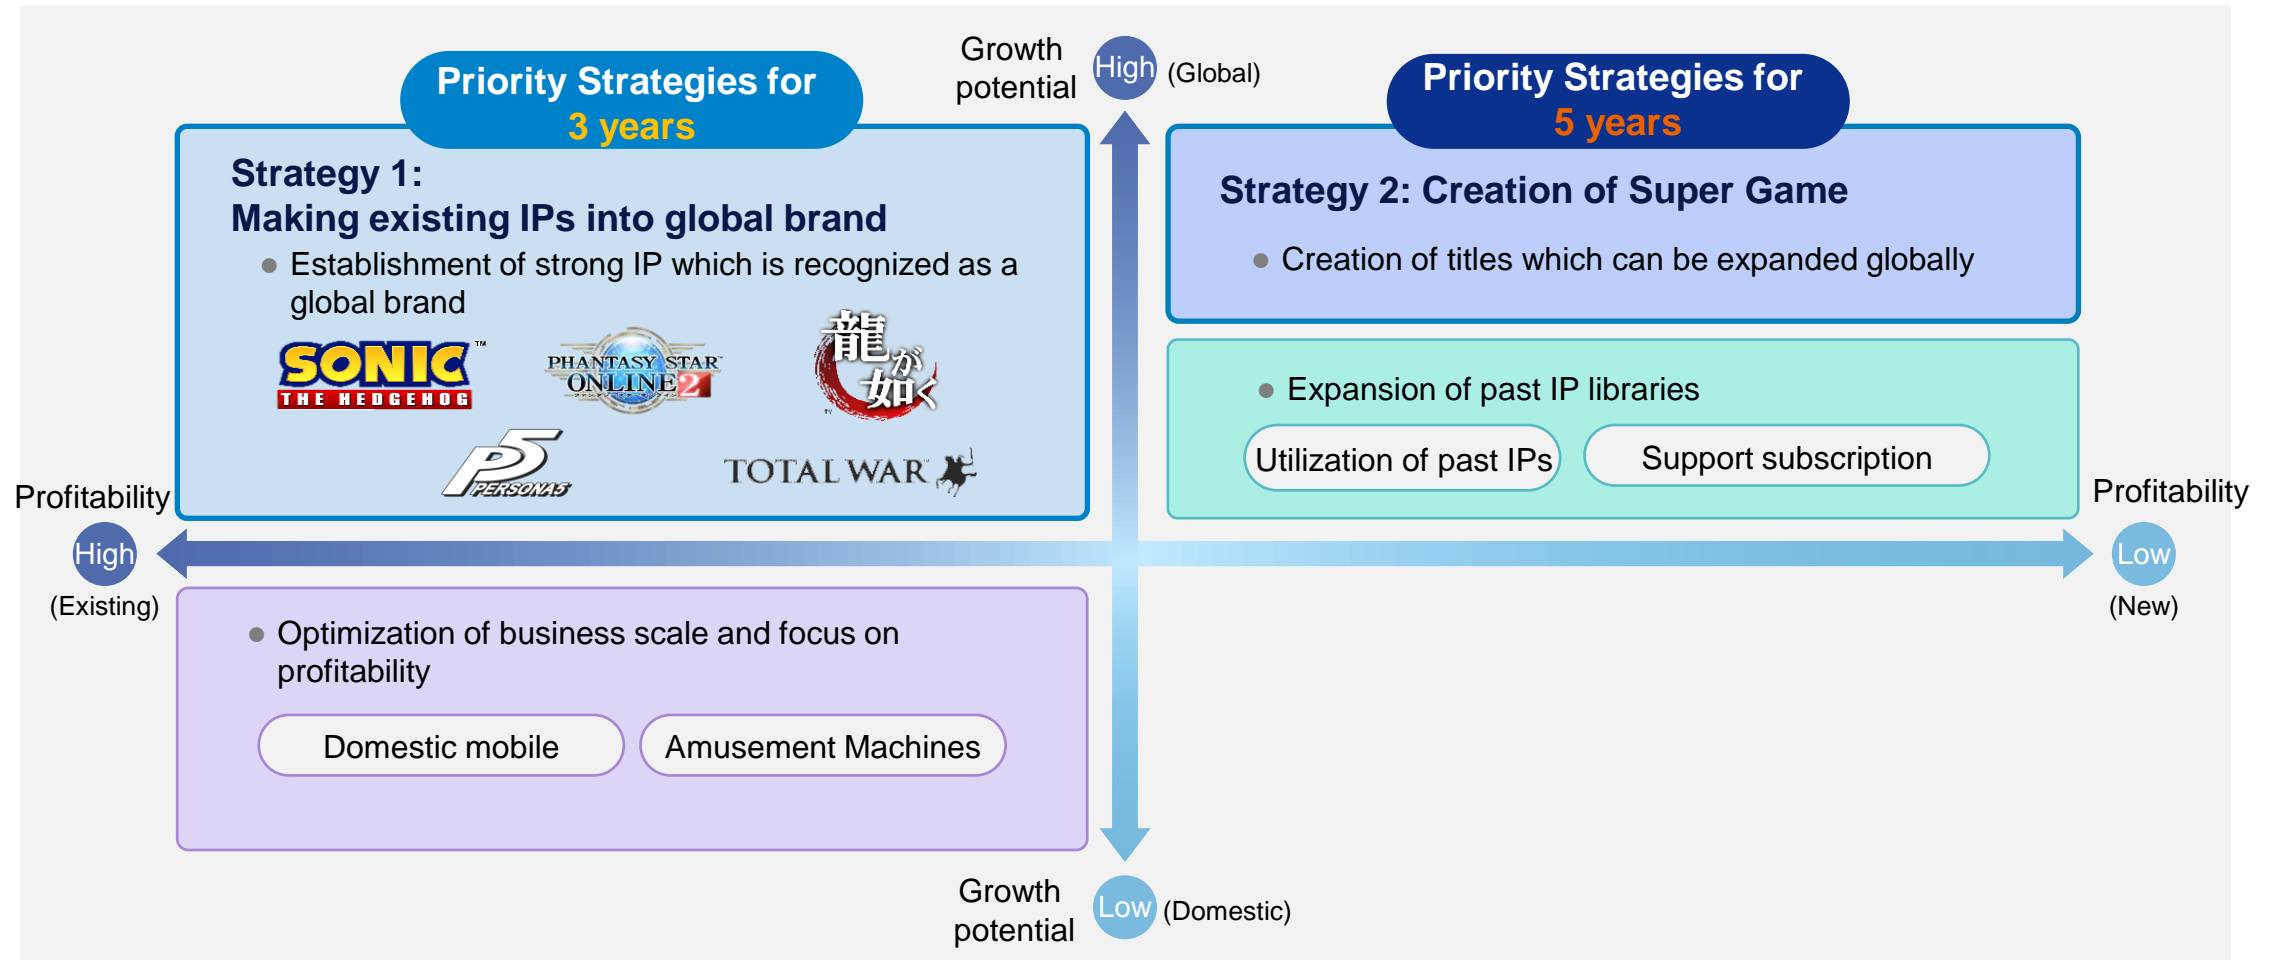 Growth
potential
High
(Global)
Priority Strategies for
3 years
Strategy 1:
Making existing IPs into global brand
Establishment of strong IP which is recognized as a
global brand
SONIC™
THE HEDGEHOG
PHANTASY STAR
ONLINE 2
龍が
如く
TM
P5
PERSONA5
TOTAL WAR
Priority Strategies for
5 years
Strategy 2: Creation of Super Game
Creation of titles which can be expanded globally
Expansion of past IP libraries
Utilization of past IPs
Support subscription
Profitability
High
(Existing)
Profitability
Low
(New)
Optimization of business scale and focus on
profitability
Domestic mobile
Amusement Machines
Growth
potential
Low
(Domestic)